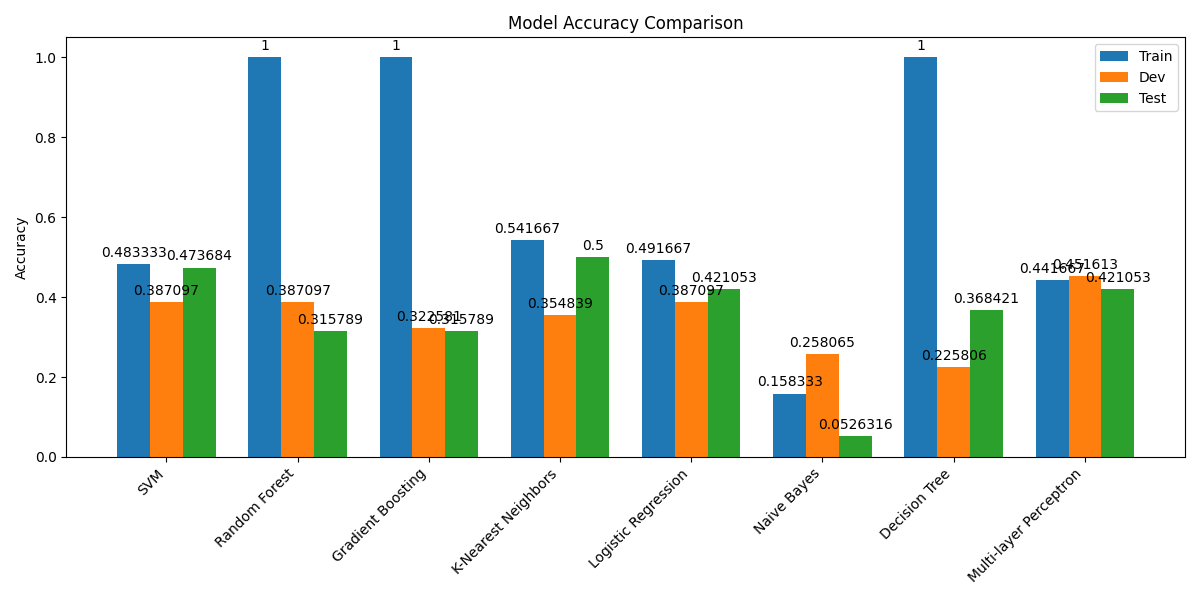 Model Accuracy Comparison
Accuracy
1.0
0.8
0.6
0.4
0.2
0.0
Train
Dev
Test
0.483333
0.387097
0.473684
1
0.387097
0.315789
1
0.322581
0.315789
0.541667
0.354839
0.5
0.491667
0.387097
0.421053
0.158333
0.258065
0.0526316
1
0.225806
0.368421
0.441667
0.451613
0.421053
SVM
Random Forest
Gradient Boosting
K-Nearest Neighbors
Logistic Regression
Naive Bayes
Decision Tree
Multi-layer Perceptron